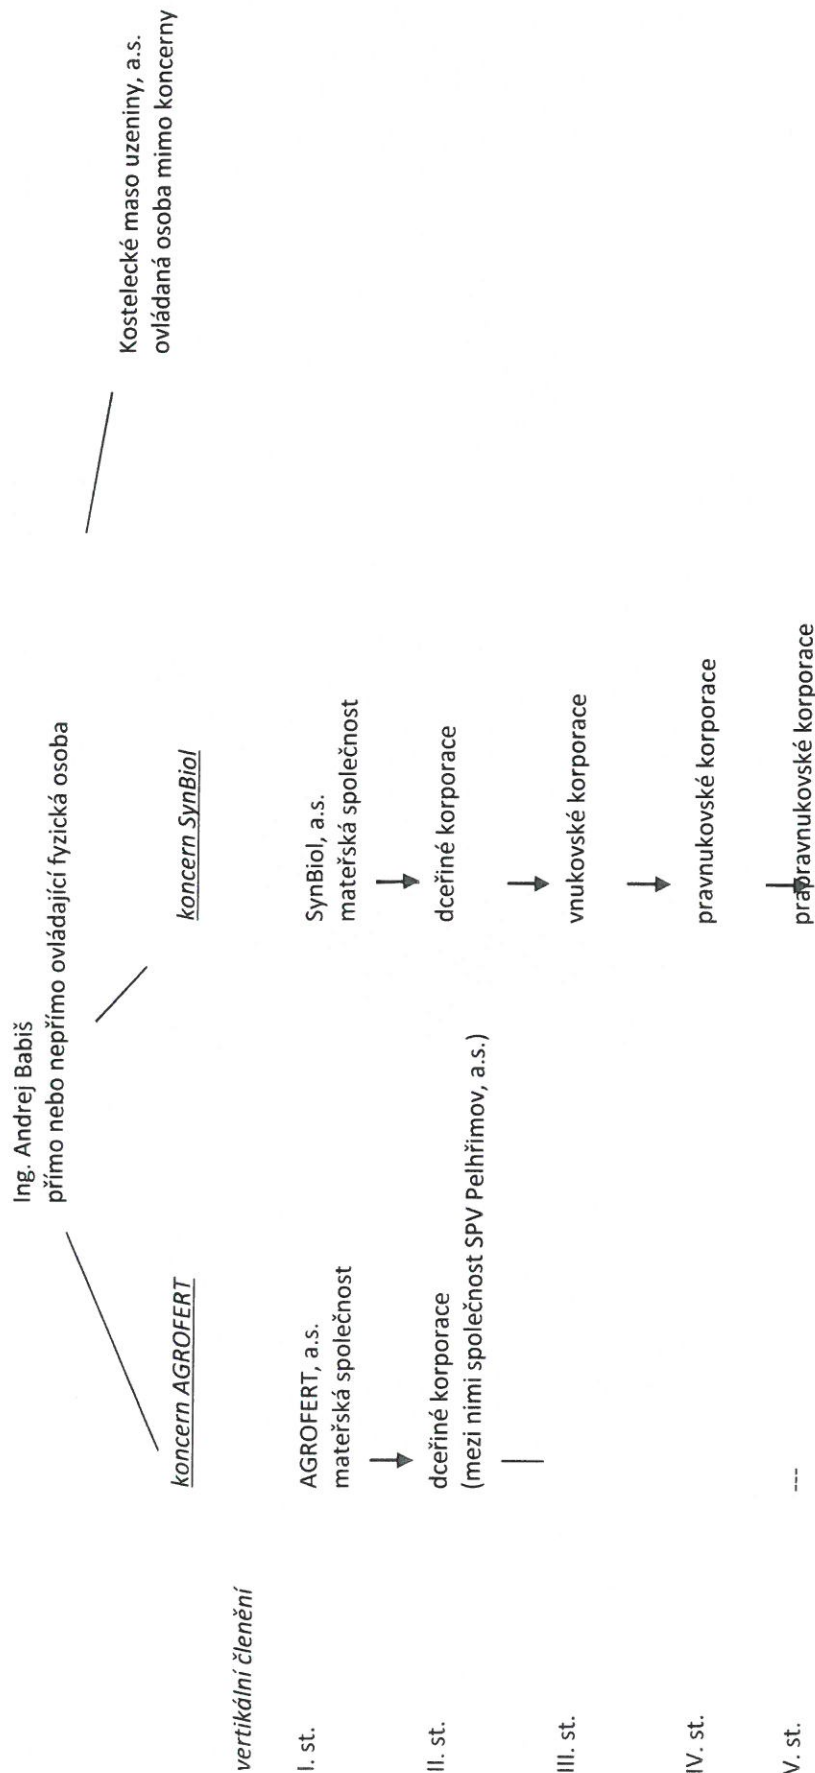 Ing. Andrej Babiš
přímo nebo nepřímo ovládající fyzická osoba
Kostelecké maso uzeniny, a.s.
ovládaná osoba mimo koncerny
koncern AGROFERT
koncern SynBiol
vertikální členění
I. st.
AGROFERT, a.s.
mateřská společnost
SynBiol, a.s.
mateřská společnost
II. st.
dceřiné korporace
(mezi nimi společnost SPV Pelhřimov, a.s.)
dceřiné korporace
III. st.
vnukovské korporace
IV. st.
pravnukovské korporace
V. st.
---
prapravnukovské korporace